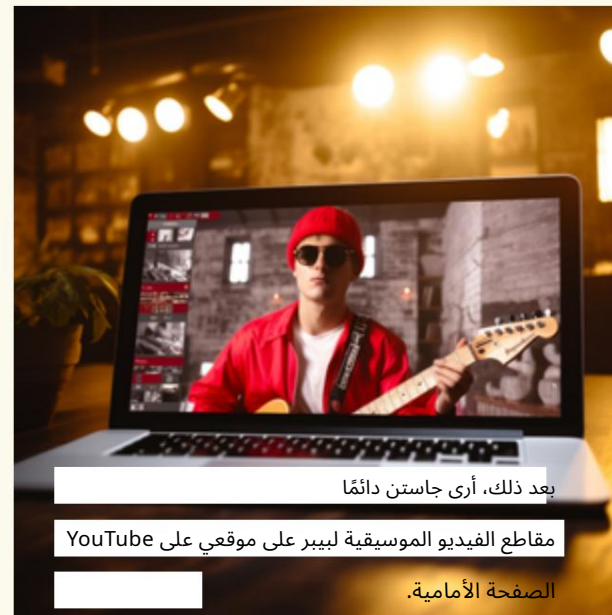 بعد ذلك، أرى جاستن دائمًا
مقاطع الفيديو الموسيقية لبيبر على موقعي على YouTube
الصفحة الأمامية.